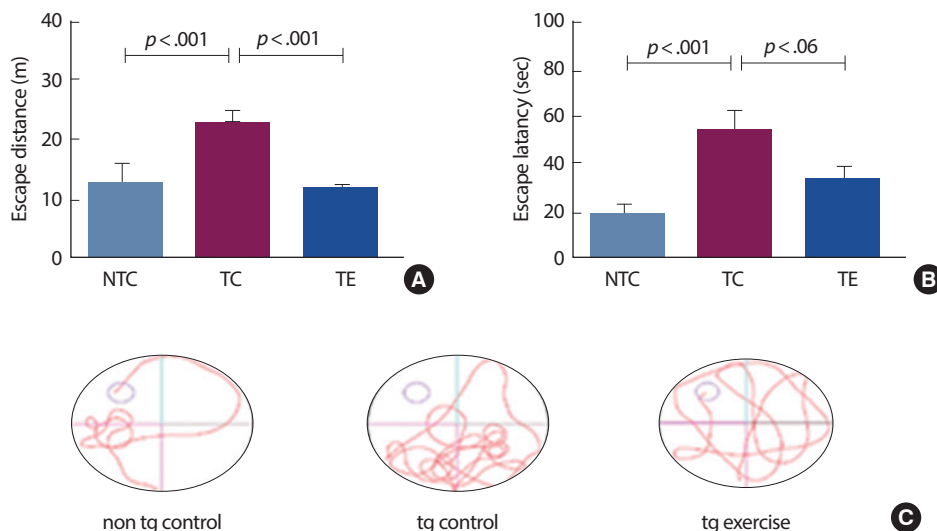 40
30
20
10
0
Escape distance (m)
p < .001
p < .001
NTC
TC
TE
A
100
80
60
40
20
0
Escape latancy (sec)
p < .001
p < .06
NTC
TC
TE
B
non tg control
tg control
tg exercise
C